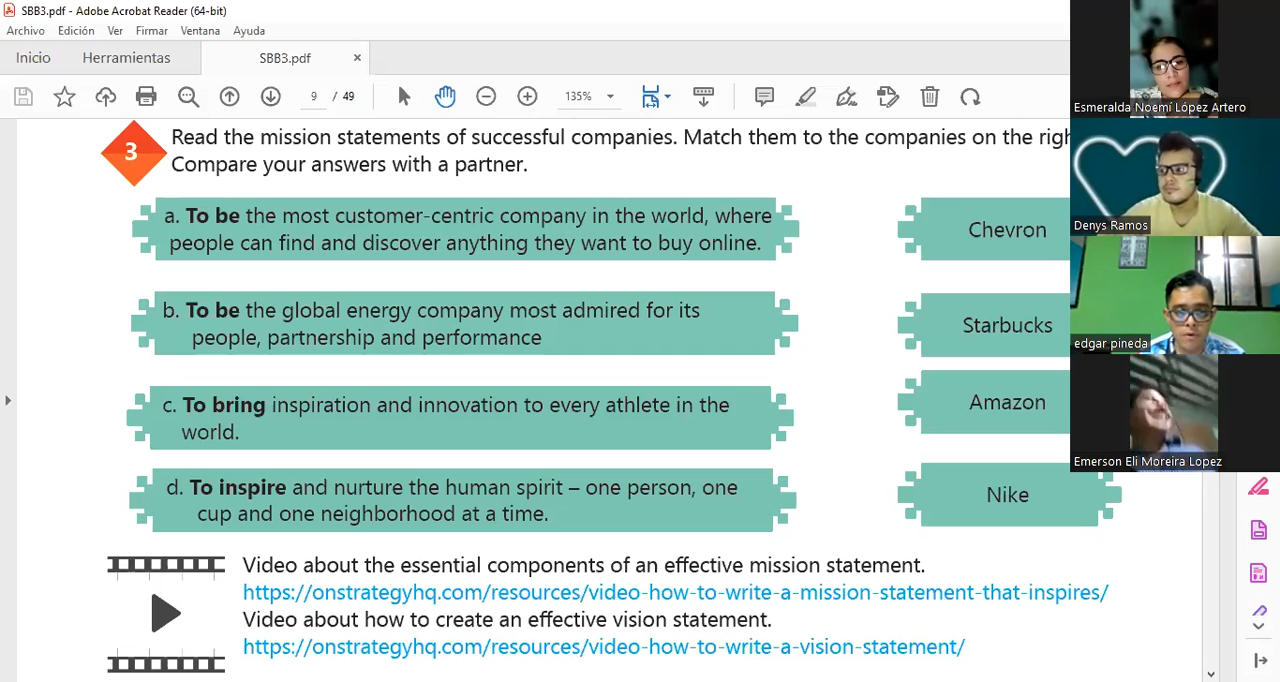 SBB3.pdf - Adobe Acrobat Reader (64-bit)
Archivo Edición Ver Firmar Ventana Ayuda
Inicio Herramientas SBB3.pdf ×
9 / 49 135%
3
Read the mission statements of successful companies. Match them to the companies on the righ
Compare your answers with a partner.
a. To be the most customer-centric company in the world, where
people can find and discover anything they want to buy online.
Chevron
b. To be the global energy company most admired for its
people, partnership and performance
Starbucks
c. To bring inspiration and innovation to every athlete in the
world.
Amazon
d. To inspire and nurture the human spirit – one person, one
cup and one neighborhood at a time.
Nike
Video about the essential components of an effective mission statement.
https://onstrategyhq.com/resources/video-how-to-write-a-mission-statement-that-inspires/
Video about how to create an effective vision statement.
https://onstrategyhq.com/resources/video-how-to-write-a-vision-statement/
Esmeralda Noemí López Artero
Denys Ramos
edgar pineda
Emerson Eli Moreira Lopez